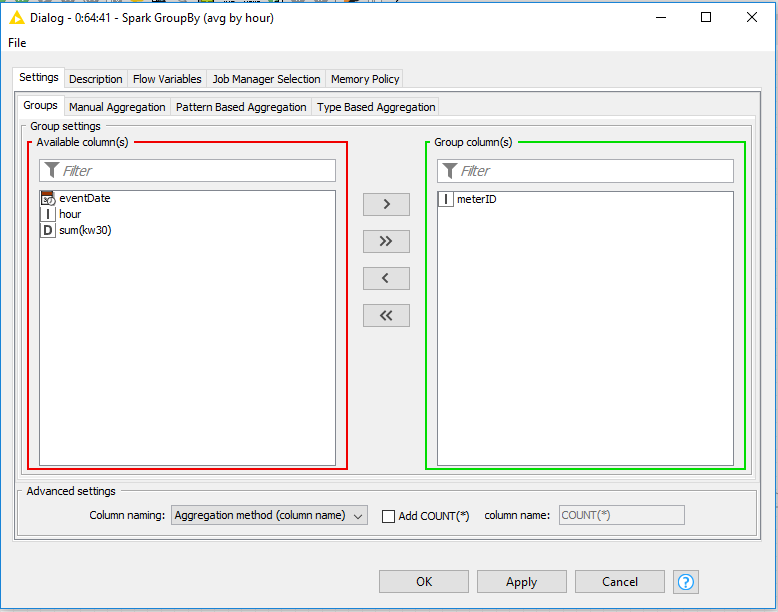 Dialog - 0:64:41 - Spark GroupBy (avg by hour)
File
Settings Description Flow Variables Job Manager Selection Memory Policy
Groups Manual Aggregation Pattern Based Aggregation Type Based Aggregation
Group settings
Available column(s) Group column(s)
Filter Filter
eventDate
I meterID
I hour
D sum(kw30)
>
>>
<
<<
Advanced settings
Column naming: Aggregation method (column name) Add COUNT(*) column name: COUNT(*)
OK Apply Cancel ?